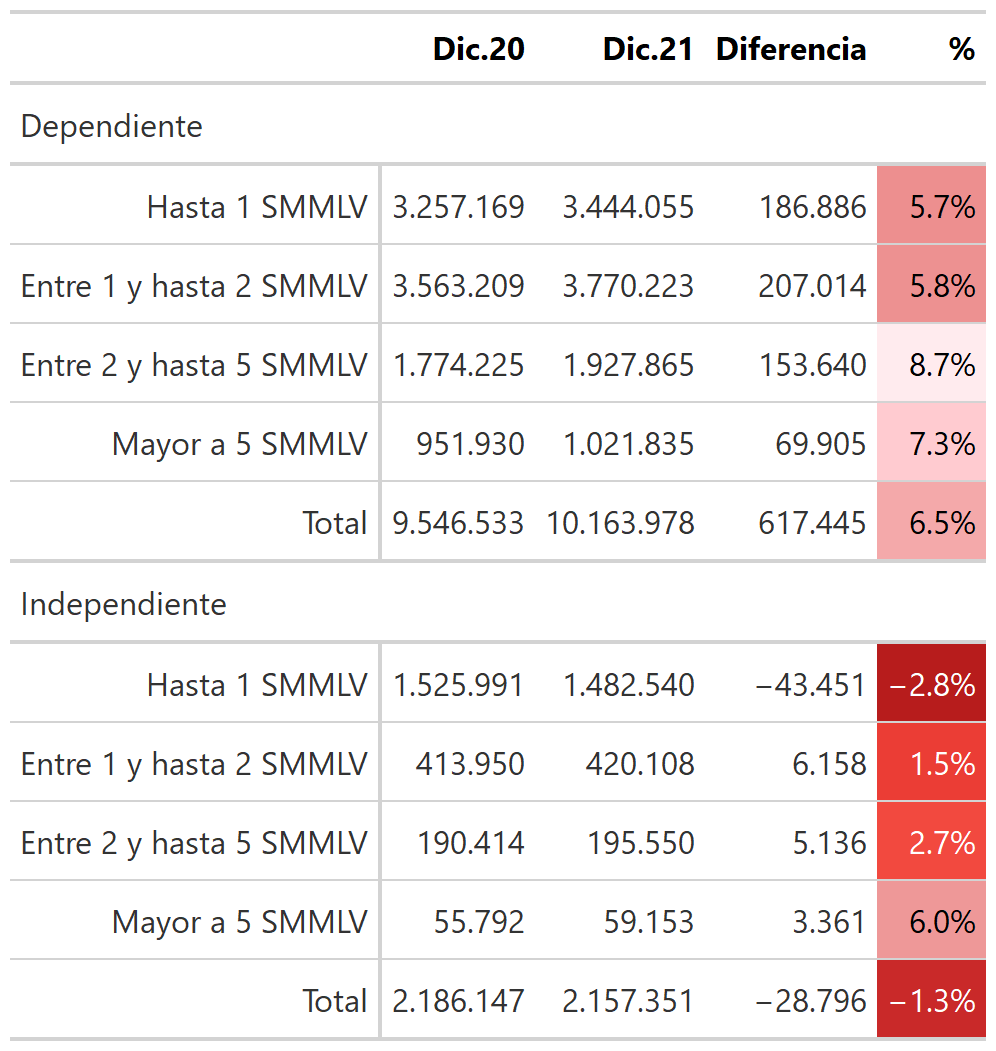 Dic.20 Dic.21 Diferencia %
Dependiente
Hasta 1 SMMLV 3.257.169 3.444.055 186.886 5.7%
Entre 1 y hasta 2 SMMLV 3.563.209 3.770.223 207.014 5.8%
Entre 2 y hasta 5 SMMLV 1.774.225 1.927.865 153.640 8.7%
Mayor a 5 SMMLV 951.930 1.021.835 69.905 7.3%
Total 9.546.533 10.163.978 617.445 6.5%
Independiente
Hasta 1 SMMLV 1.525.991 1.482.540 −43.451 −2.8%
Entre 1 y hasta 2 SMMLV 413.950 420.108 6.158 1.5%
Entre 2 y hasta 5 SMMLV 190.414 195.550 5.136 2.7%
Mayor a 5 SMMLV 55.792 59.153 3.361 6.0%
Total 2.186.147 2.157.351 −28.796 −1.3%